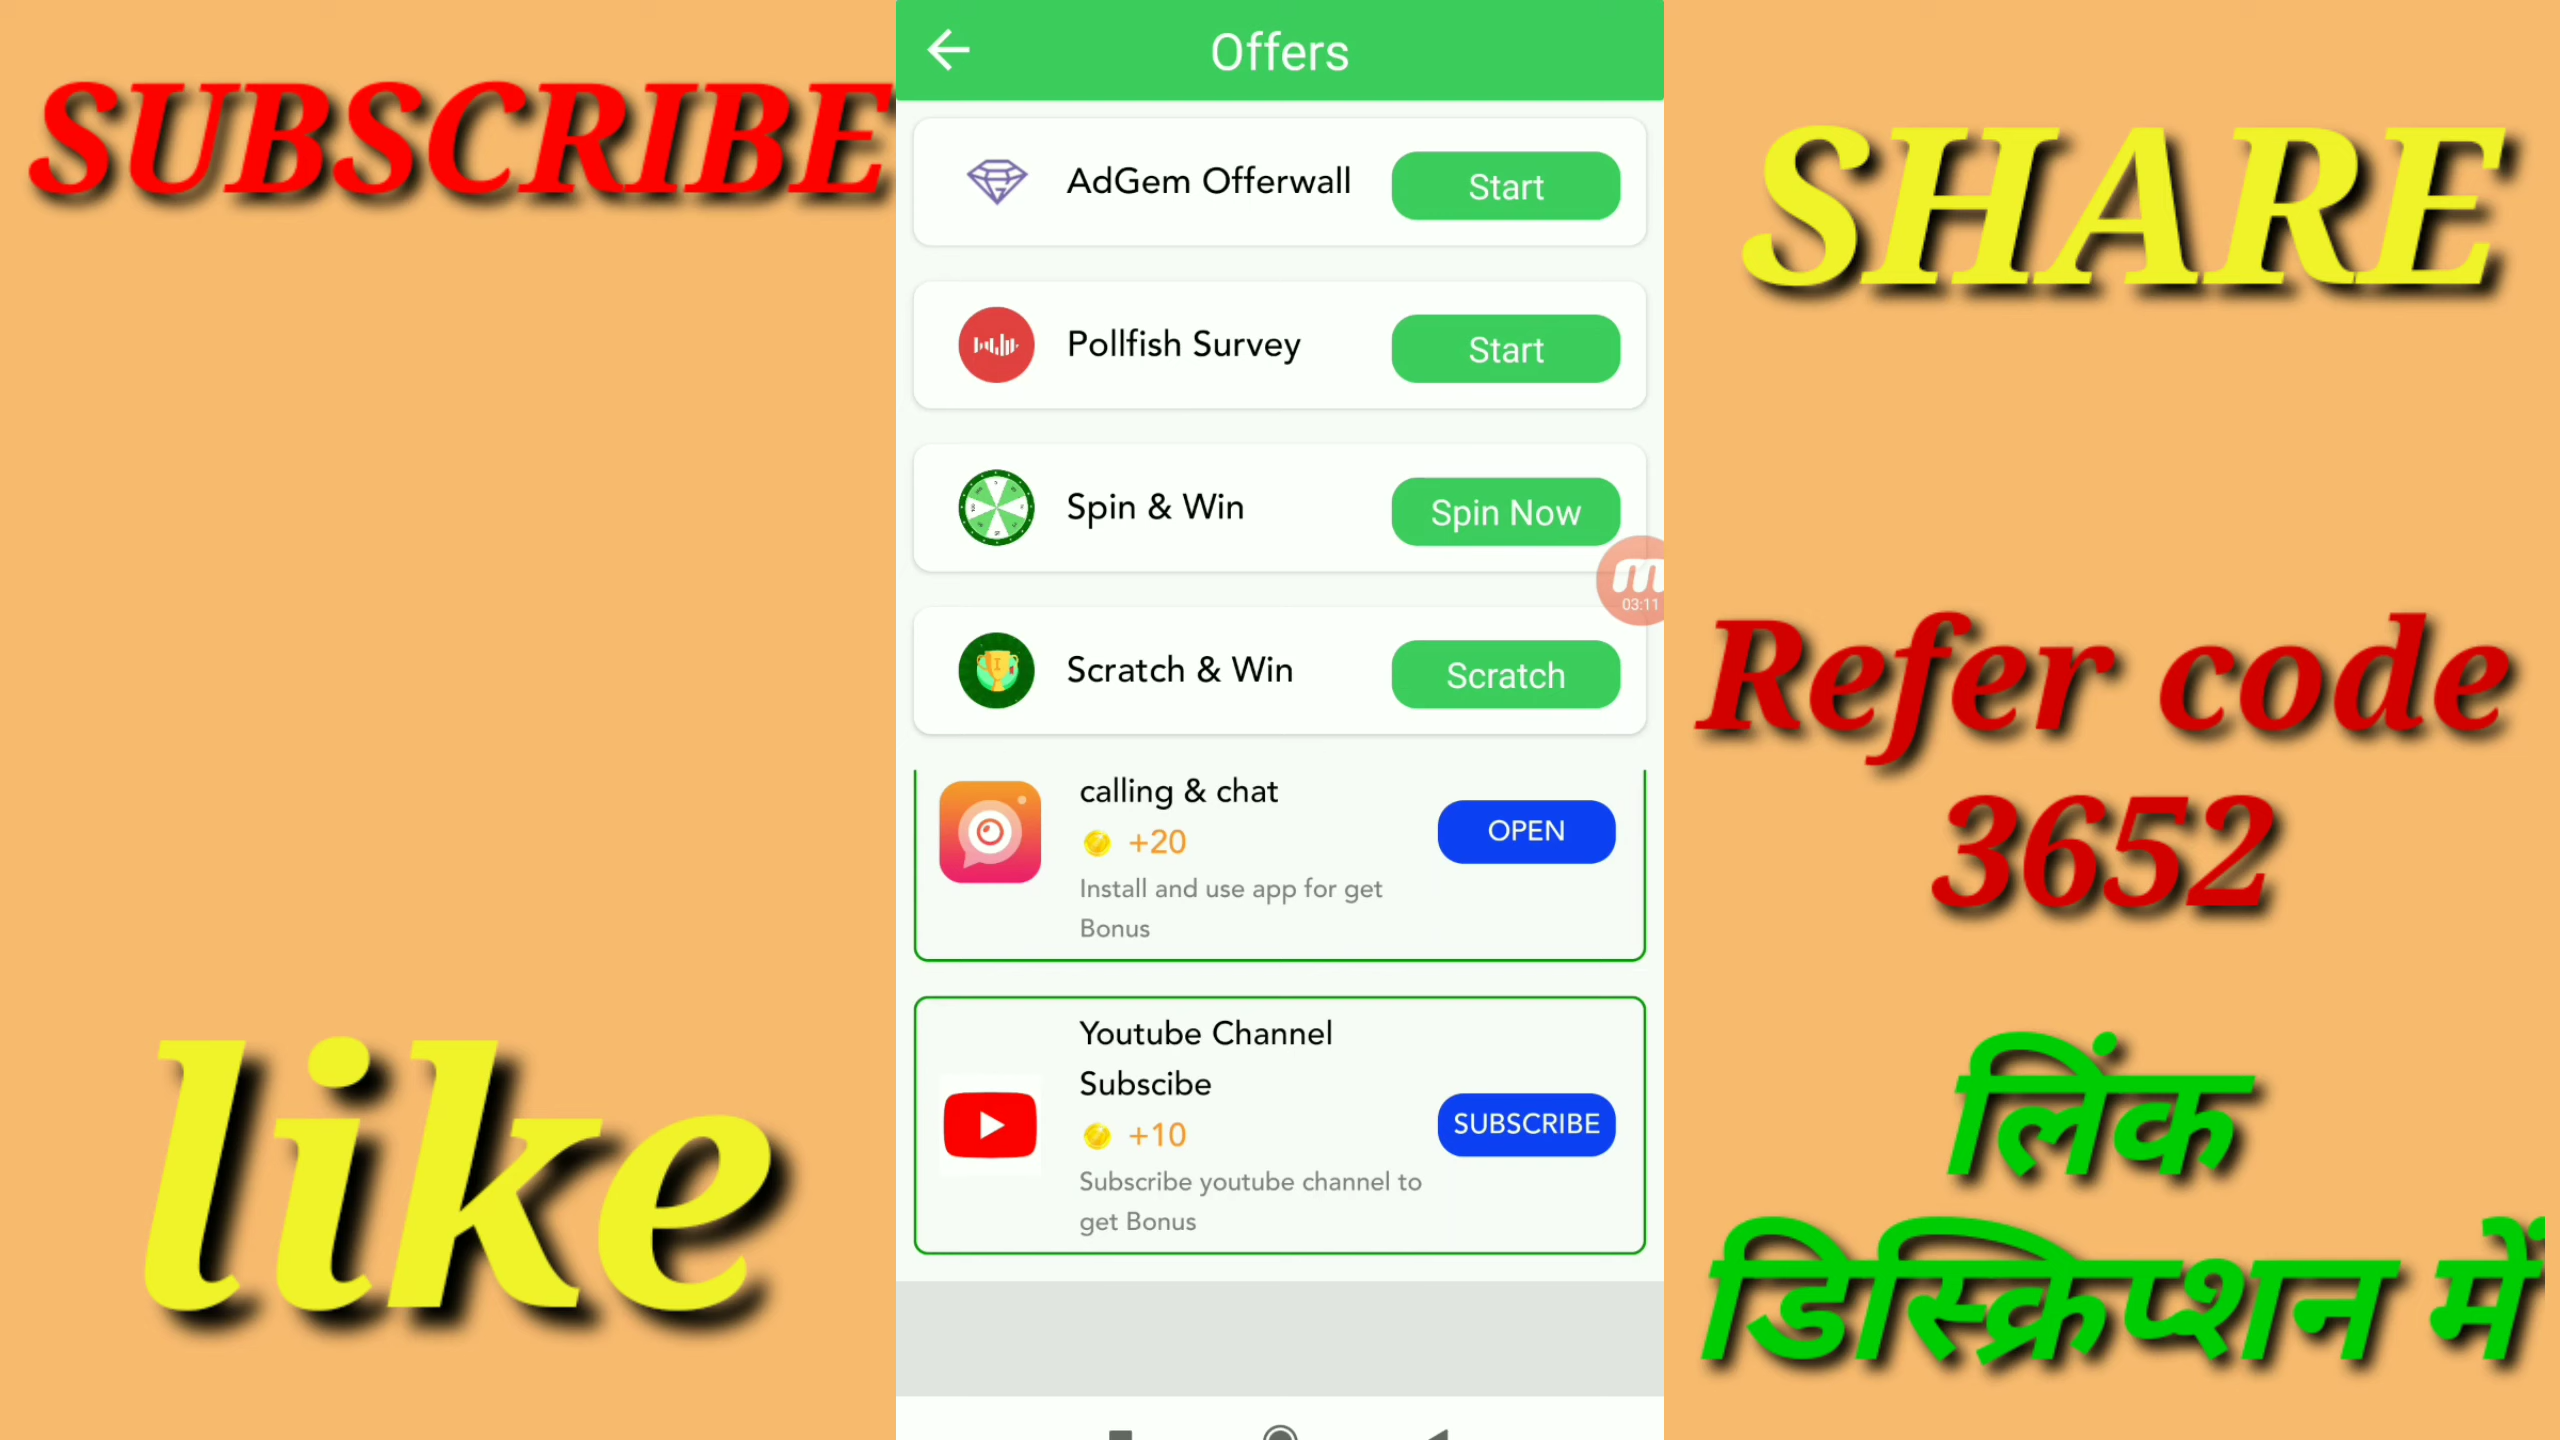 SUBSCRIBE
like
Offers
AdGem Offerwall
Start
Pollfish Survey
Start
Spin & Win
Spin Now
03:11
Scratch & Win
Scratch
calling & chat
+20
OPEN
Install and use app for get
Bonus
Youtube Channel
Subscibe
+10
SUBSCRIBE
Subscribe youtube channel to
get Bonus
SHARE
Refer code
3652
लिंक
डिस्क्रिप्शन में